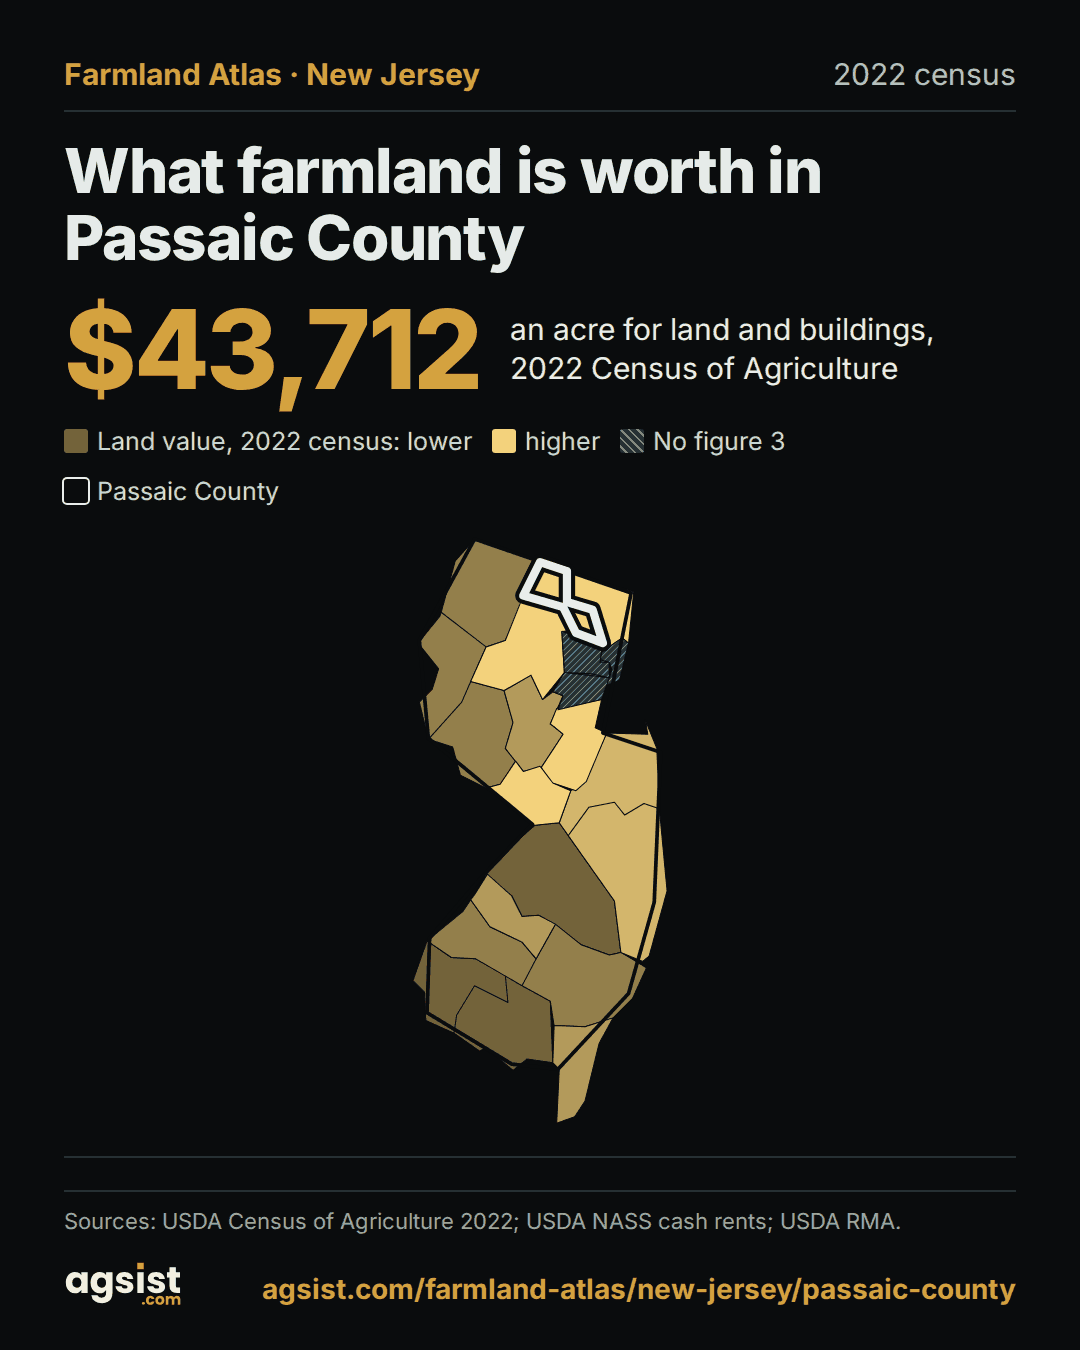 Farmland Atlas · New Jersey
2022 census
What farmland is worth in
Passaic County
$43,712
an acre for land and buildings,
2022 Census of Agriculture
Land value, 2022 census: lower
higher
No figure 3
Passaic County
Sources: USDA Census of Agriculture 2022; USDA NASS cash rents; USDA RMA.
agsist
.com
agsist.com/farmland-atlas/new-jersey/passaic-county